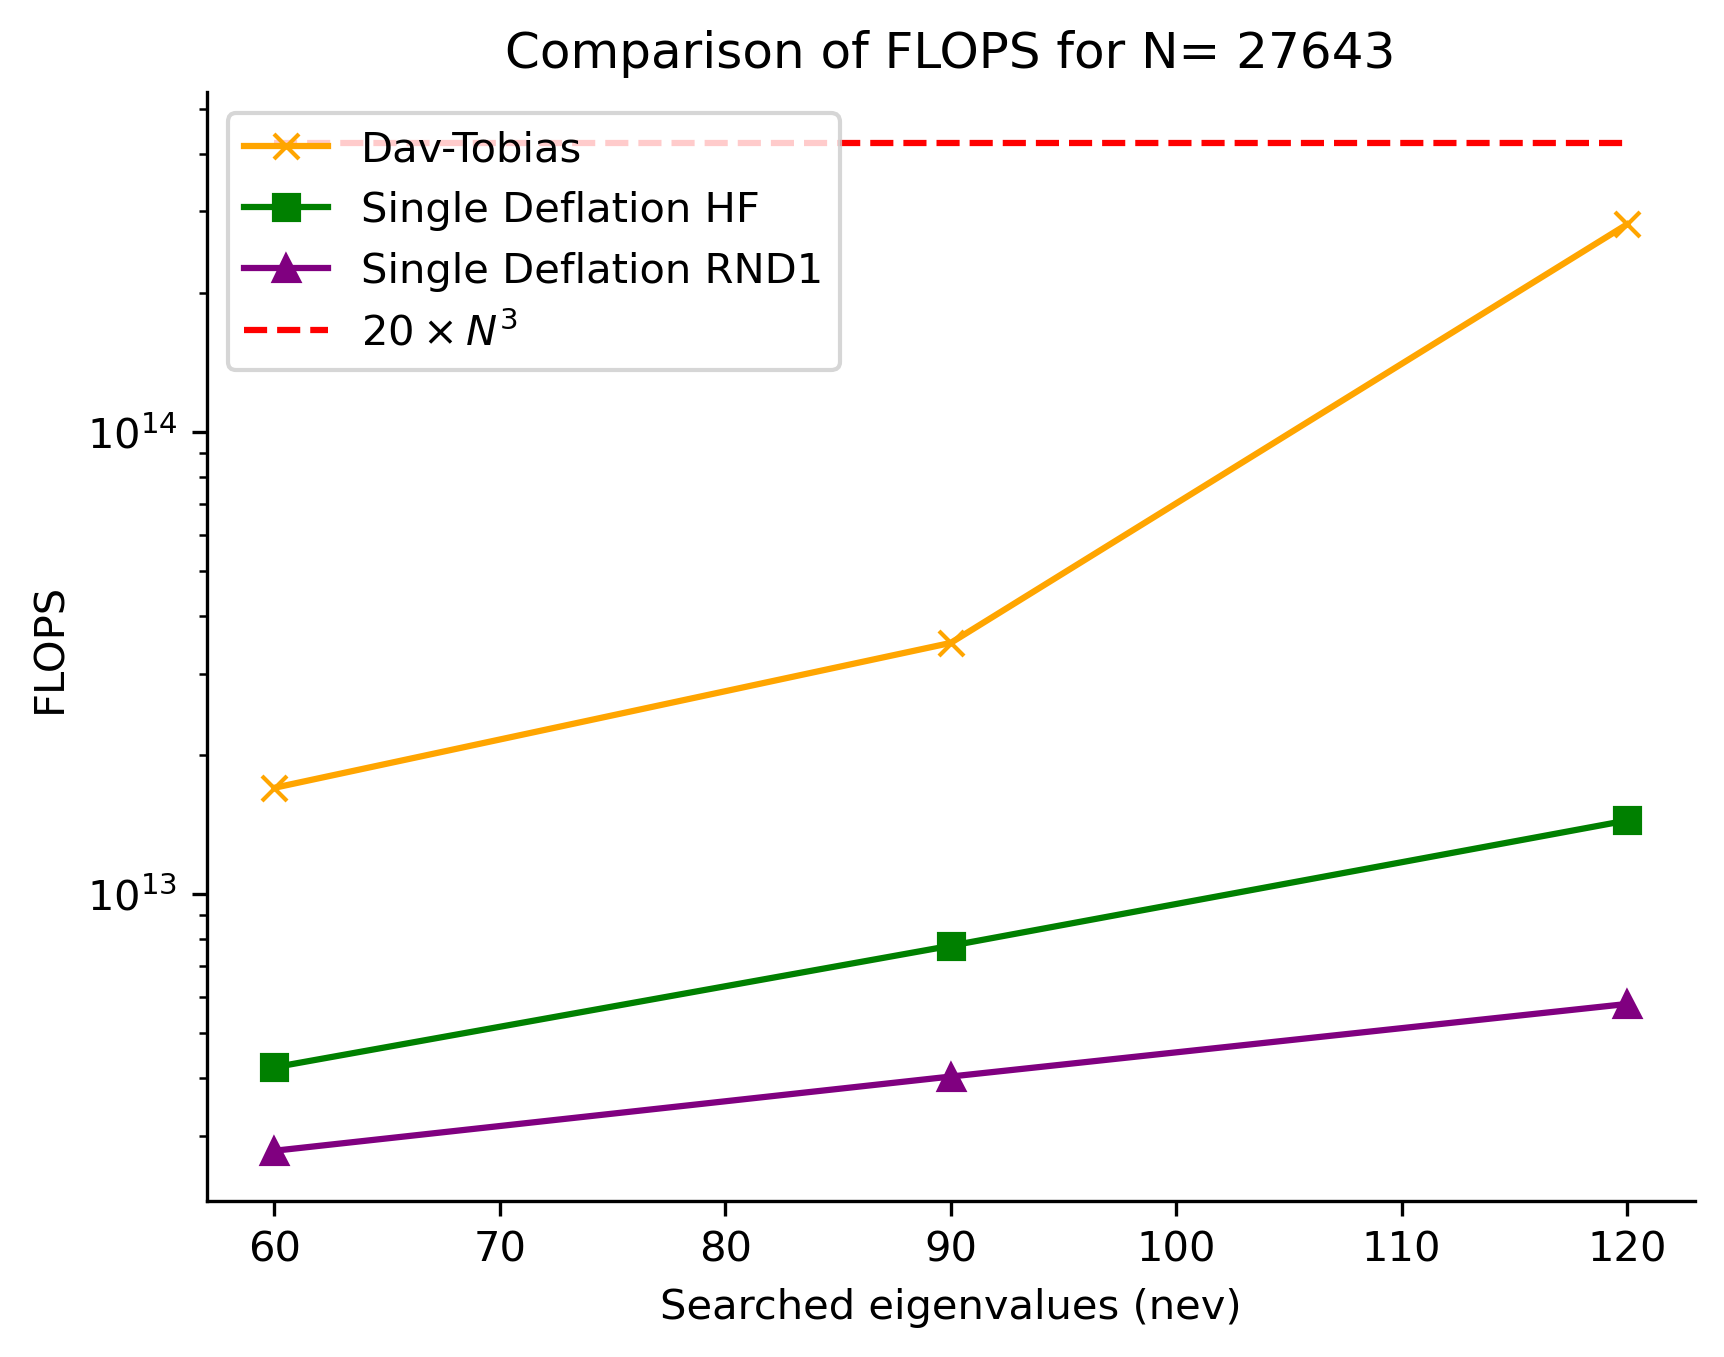 Comparison of FLOPS for N= 27643
Dav-Tobias
Single Deflation HF
Single Deflation RND1
20 × N³
10¹⁴
10¹³
FLOPS
60 70 80 90 100 110 120
Searched eigenvalues (nev)